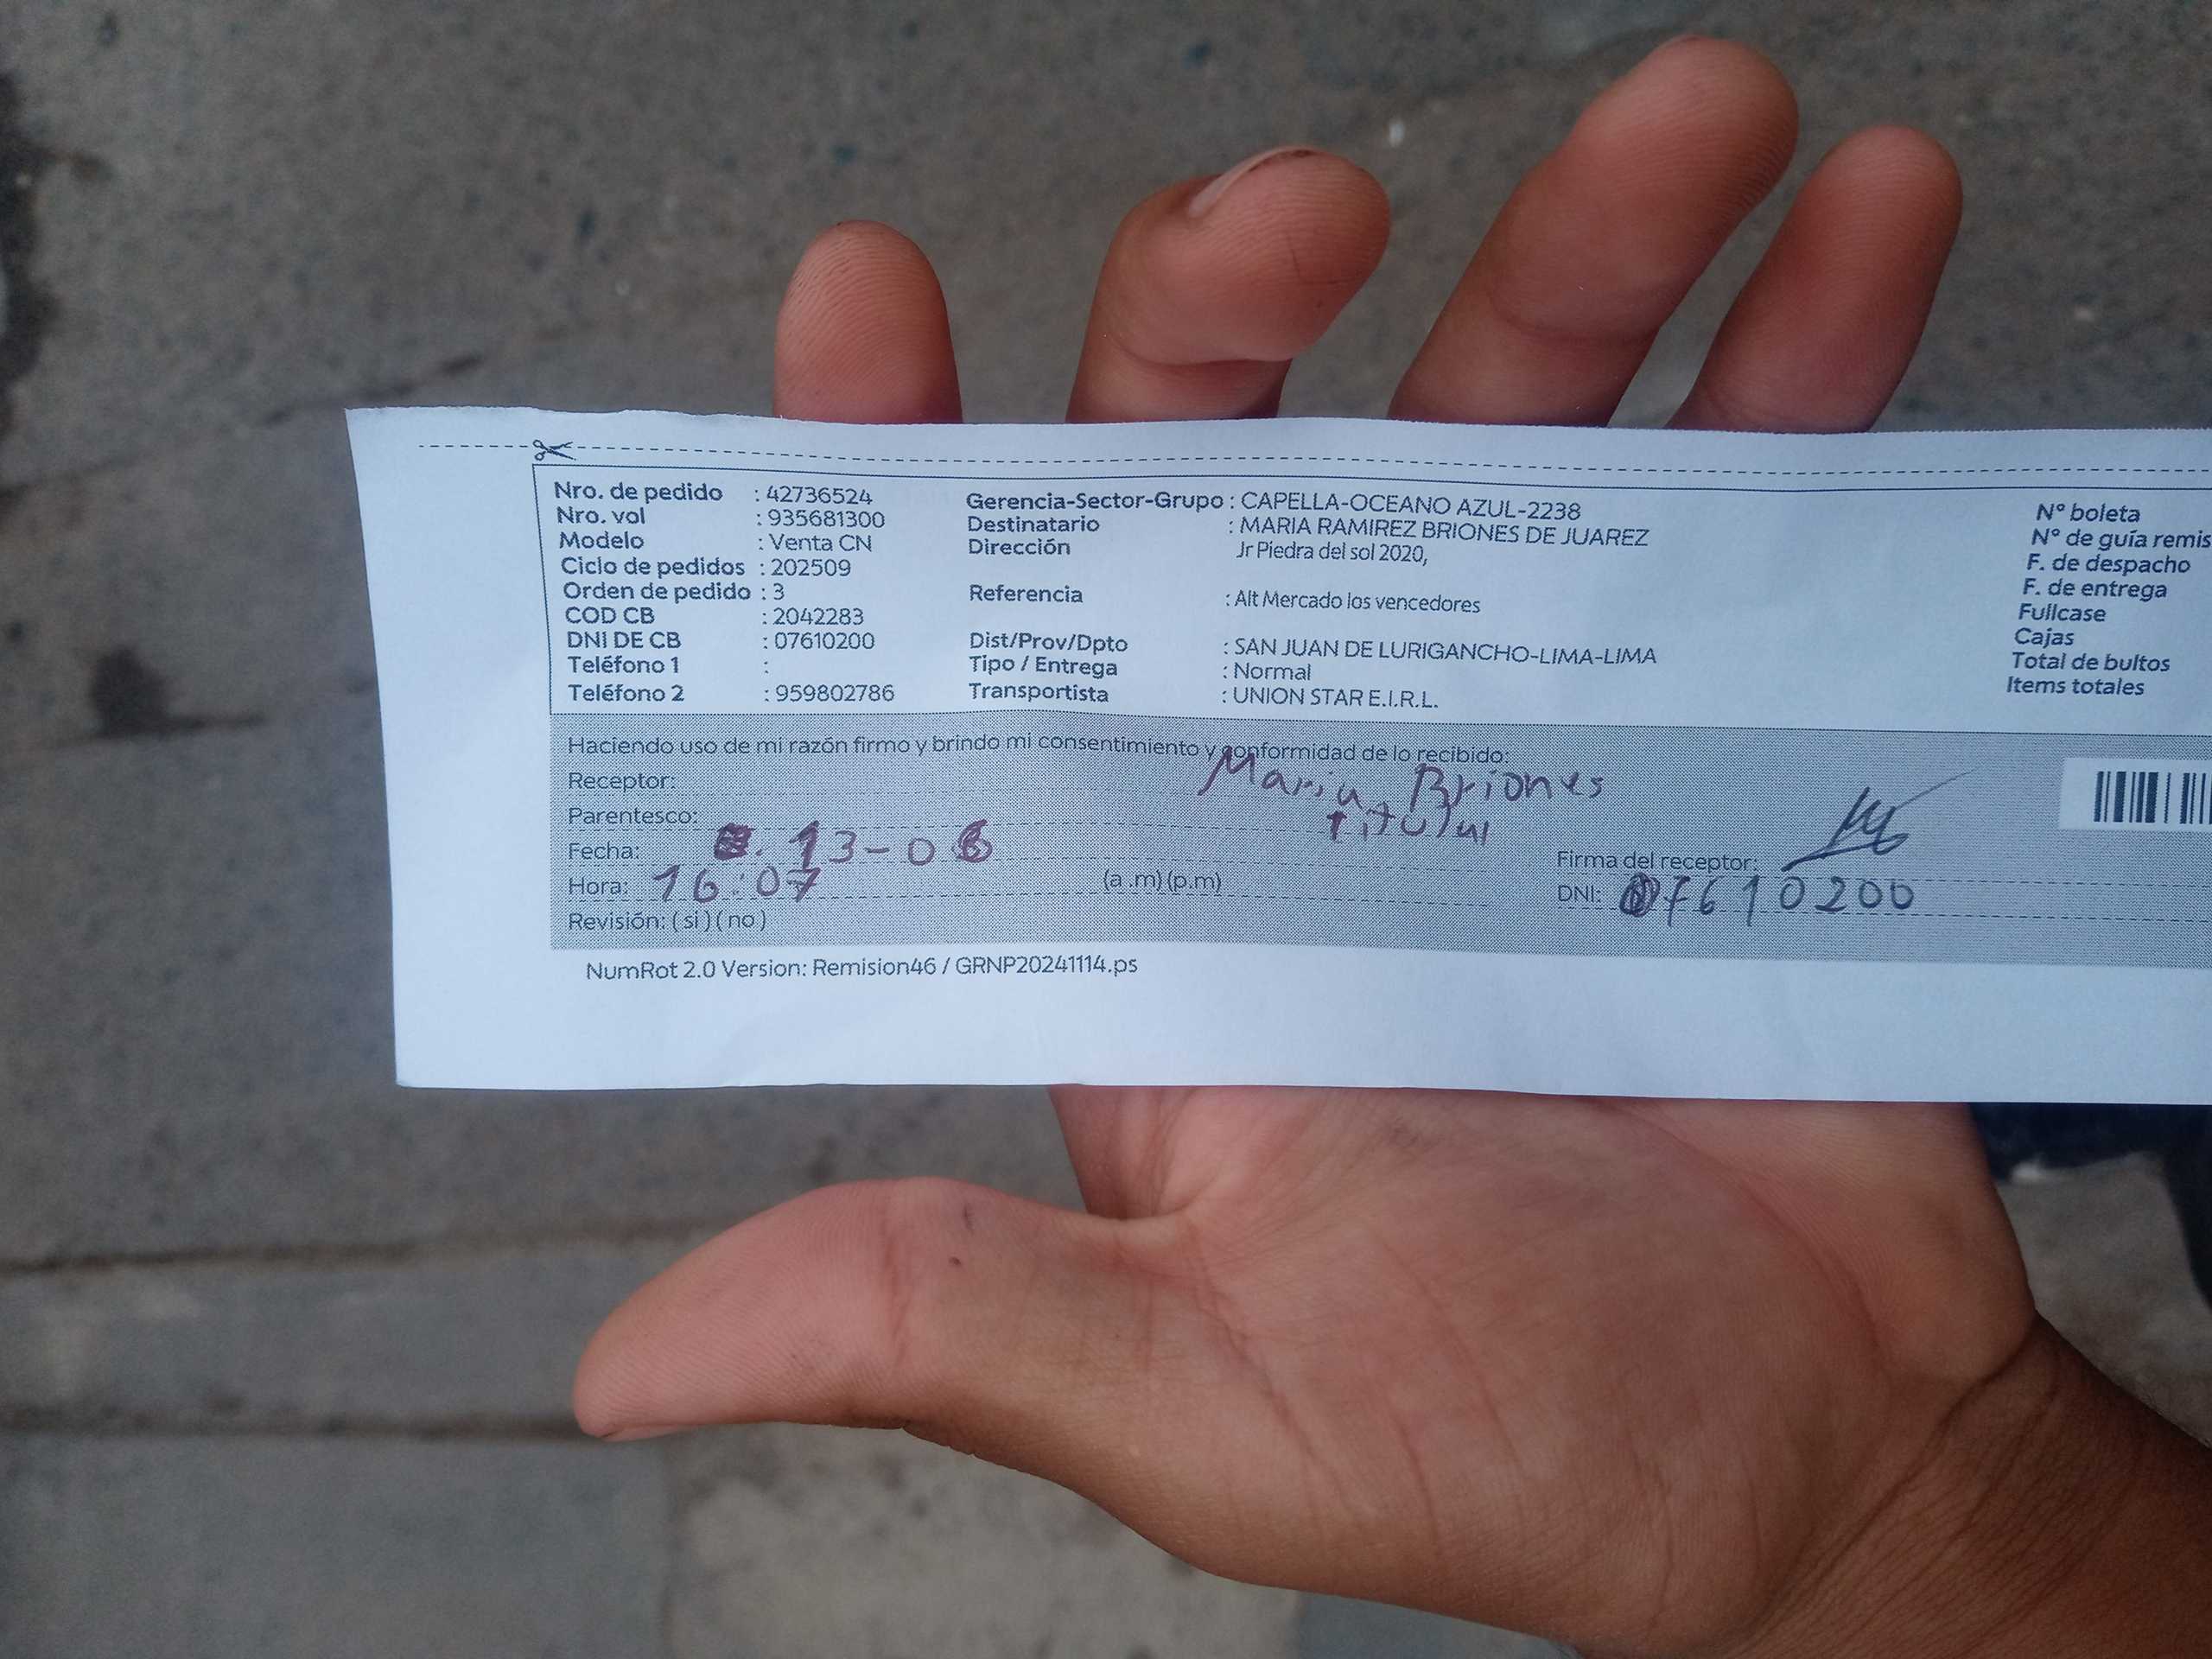 Nro. de pedido : 42736524
Nro. vol : 935681300
Modelo : Venta CN
Ciclo de pedidos : 202509
Orden de pedido : 3
COD CB : 2042283
DNI DE CB : 07610200
Teléfono 1 :
Teléfono 2 : 959802786
Gerencia-Sector-Grupo : CAPELLA-OCEANO AZUL-2238
Destinatario : MARIA RAMIREZ BRIONES DE JUAREZ
Dirección Jr Piedra del sol 2020,
Referencia : Alt Mercado los vencedores
Dist/Prov/Dpto : SAN JUAN DE LURIGANCHO-LIMA-LIMA
Tipo / Entrega : Normal
Transportista : UNION STAR E.I.R.L.
N° boleta
N° de guía remis
F. de despacho
F. de entrega
Fullcase
Cajas
Total de bultos
Items totales
Haciendo uso de mi razón firmo y brindo mi consentimiento y conformidad de lo recibido:
Receptor: Maria Briones
Parentesco: titular
Fecha: 13-06
Hora: 16:07 (a .m) (p.m)
Revisión: ( si ) ( no )
Firma del receptor:
DNI: 07610200
NumRot 2.0 Version: Remision46 / GRNP20241114.ps